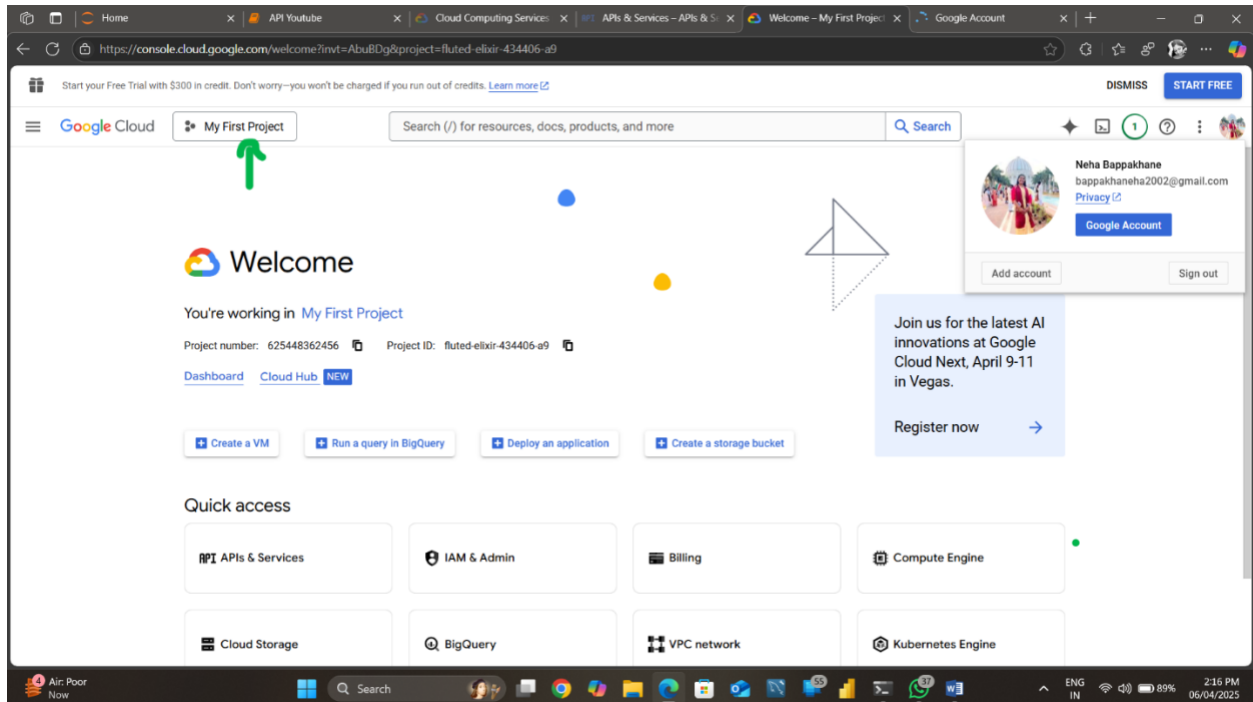 Home
API Youtube
Cloud Computing Services
APIs & Services – APIs & Se
Welcome – My First Project
Google Account
https://console.cloud.google.com/welcome?invt=AbuBDg&project=fluted-elixir-434406-a9
Start your Free Trial with $300 in credit. Don't worry—you won't be charged if you run out of credits. Learn more
DISMISS
START FREE
Google Cloud
My First Project
Search (/) for resources, docs, products, and more
Search
1
Neha Bappakhane
bappakhaneha2002@gmail.com
Privacy
Google Account
Add account
Sign out
Welcome
You're working in My First Project
Project number: 625448362456 Project ID: fluted-elixir-434406-a9
Dashboard Cloud Hub NEW
Join us for the latest AI
innovations at Google
Cloud Next, April 9-11
in Vegas.
Register now
Create a VM
Run a query in BigQuery
Deploy an application
Create a storage bucket
Quick access
API APIs & Services
IAM & Admin
Billing
Compute Engine
Cloud Storage
BigQuery
VPC network
Kubernetes Engine
4
Air: Poor
Now
Search
55
37
ENG
IN
89%
2:16 PM
06/04/2025